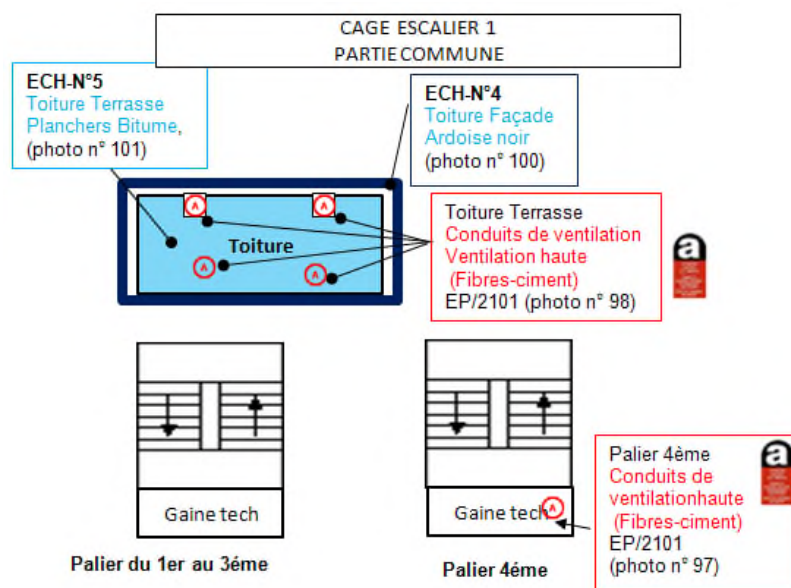 CAGE ESCALIER 1
PARTIE COMMUNE
ECH-N°5
Toiture Terrasse
Planchers Bitume,
(photo n° 101)
ECH-N°4
Toiture Façade
Ardoise noir
(photo n° 100)
A
A
Toiture
A
A
Toiture Terrasse
Conduits de ventilation
Ventilation haute
(Fibres-ciment)
EP/2101 (photo n° 98)
a
Gaine tech
Palier du 1er au 3éme
Gaine tech
A
Palier 4éme
Palier 4ème
Conduits de
ventilationhaute
(Fibres-ciment)
EP/2101
(photo n° 97)
a